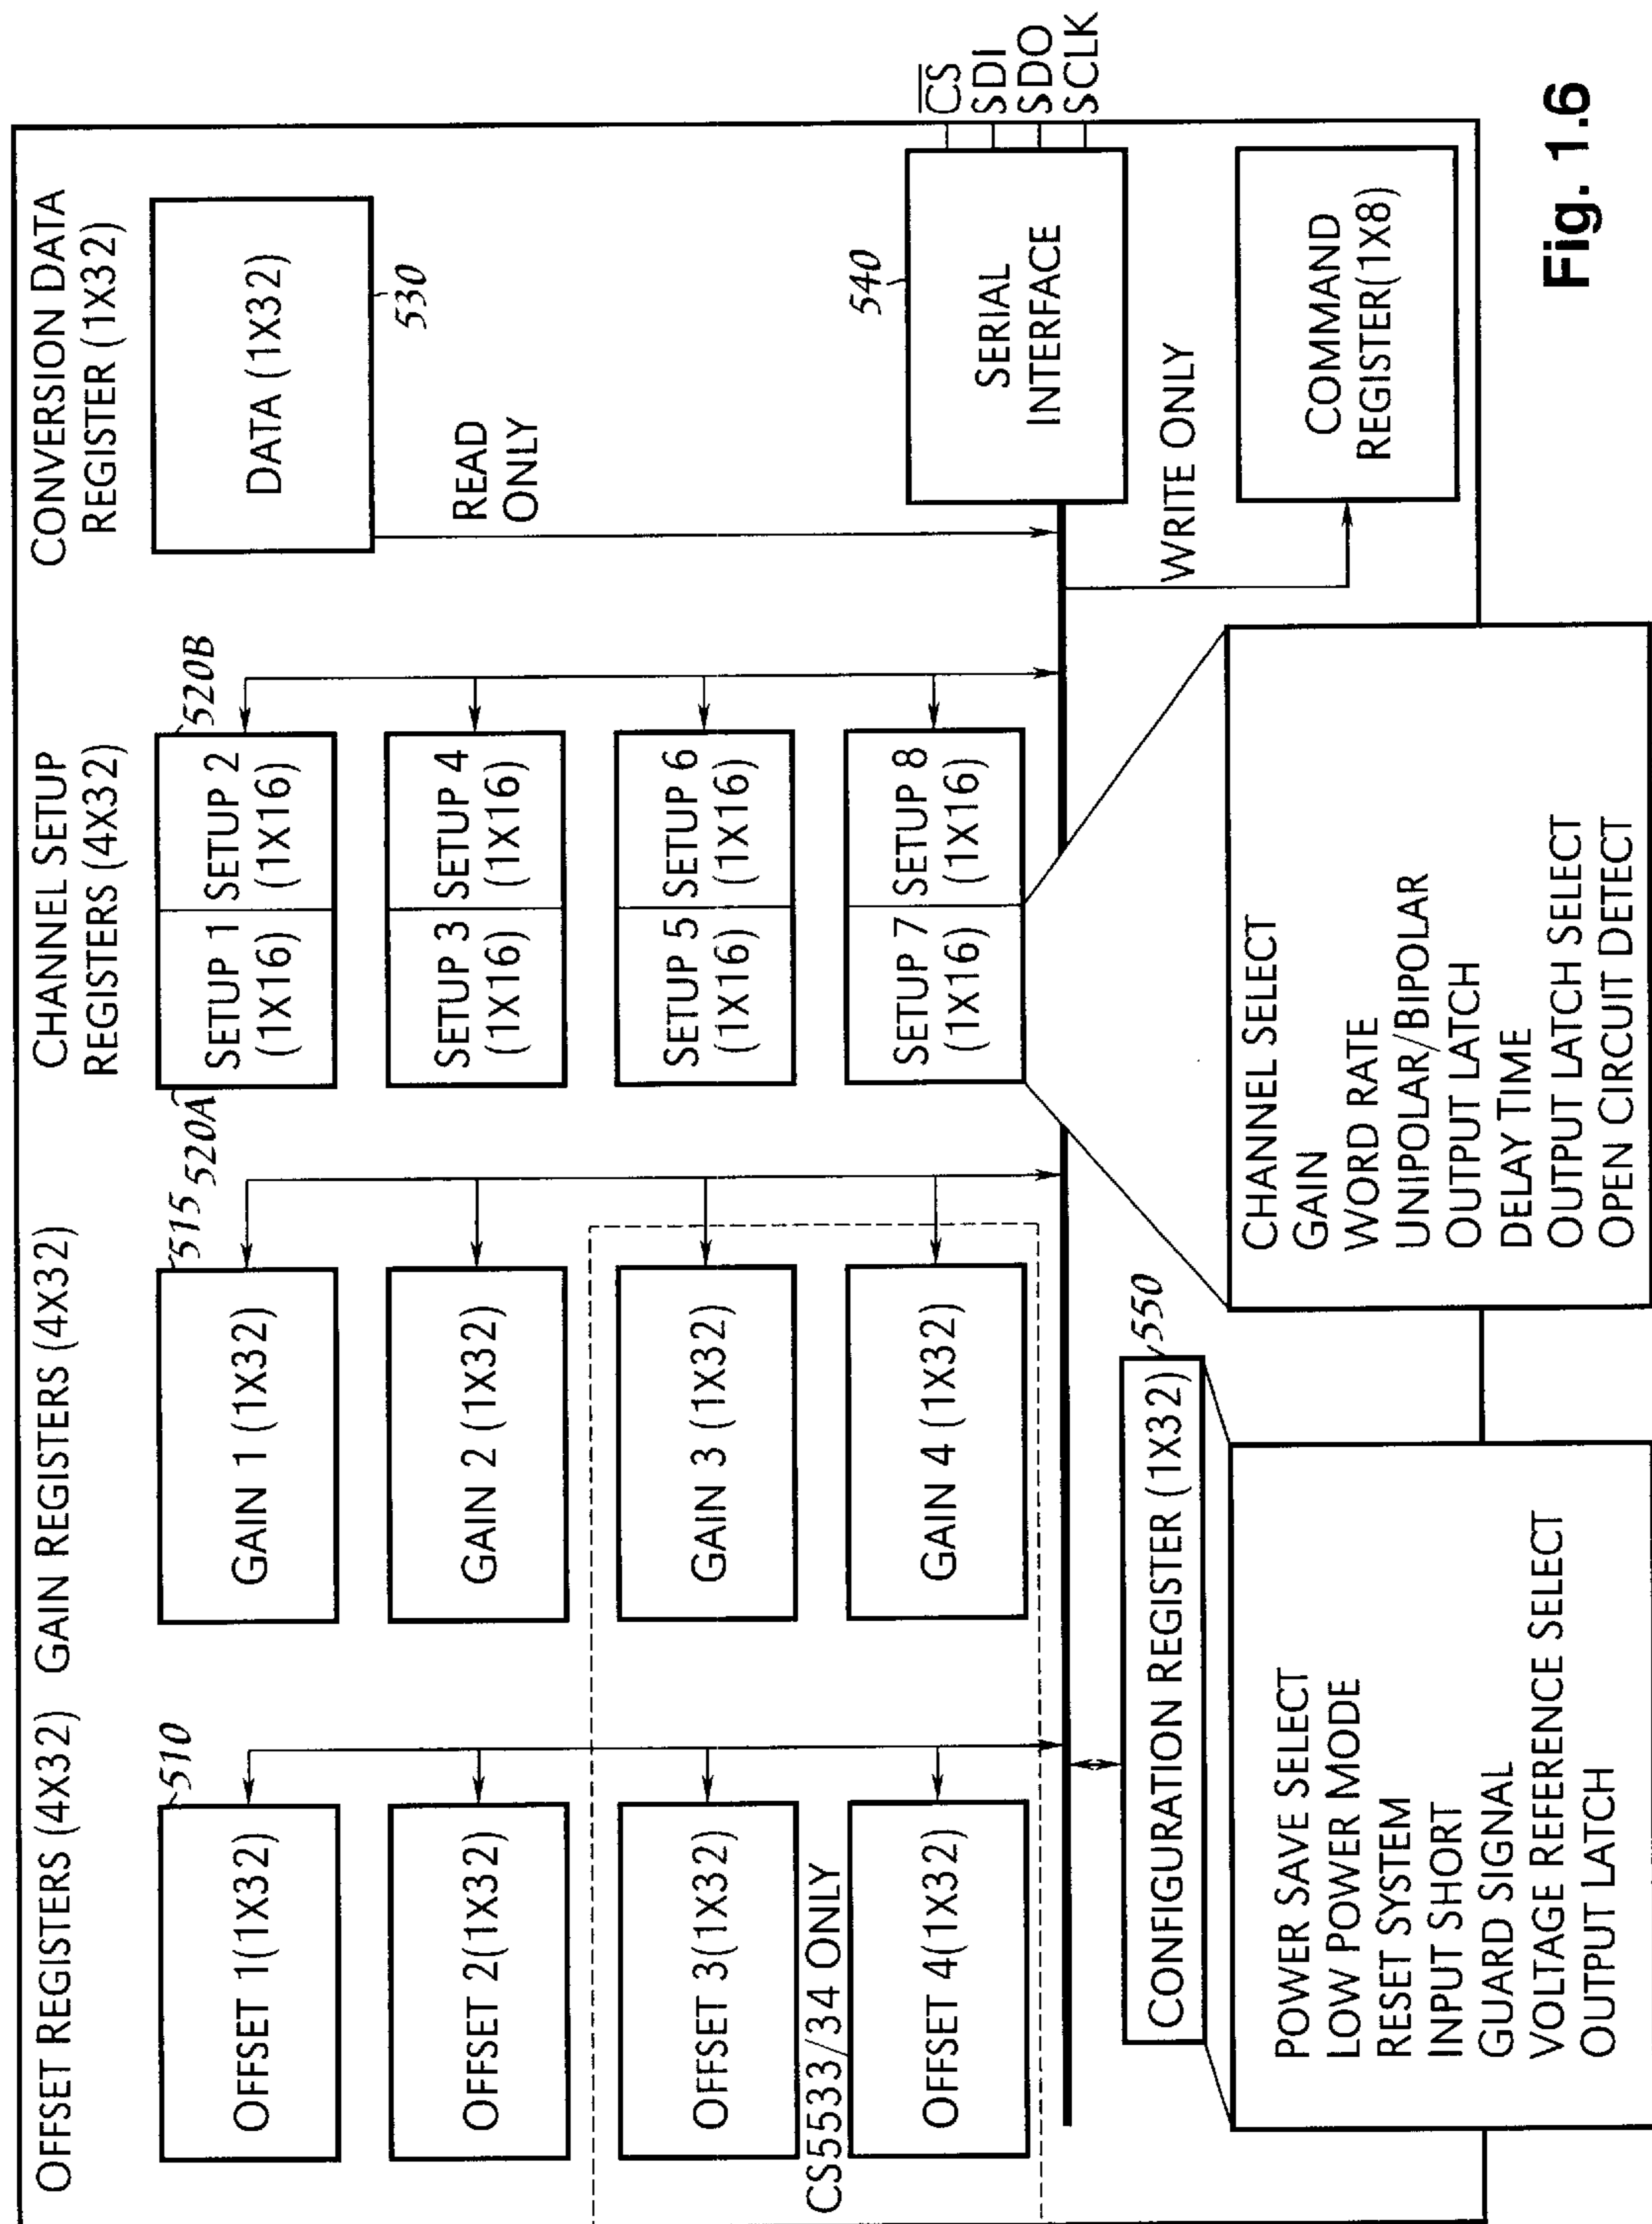 OFFSET REGISTERS (4X32)
GAIN REGISTERS (4X32)
CHANNEL SETUP
REGISTERS (4X32)
CONVERSION DATA
REGISTER (1X32)
510
515
520A
520B
OFFSET 1(1X32)
GAIN 1 (1X32)
SETUP 1
(1X16)
SETUP 2
(1X16)
DATA (1X32)
530
OFFSET 2(1X32)
GAIN 2 (1X32)
SETUP 3
(1X16)
SETUP 4
(1X16)
READ
ONLY
OFFSET 3(1X32)
GAIN 3 (1X32)
SETUP 5
(1X16)
SETUP 6
(1X16)
CS5533/34 ONLY
OFFSET 4(1X32)
GAIN 4 (1X32)
SETUP 7
(1X16)
SETUP 8
(1X16)
540
SERIAL
INTERFACE
CS
SDI
SDO
SCLK
WRITE ONLY
COMMAND
REGISTER(1X8)
CONFIGURATION REGISTER (1X32)
550
POWER SAVE SELECT
LOW POWER MODE
RESET SYSTEM
INPUT SHORT
GUARD SIGNAL
VOLTAGE REFERENCE SELECT
OUTPUT LATCH
CHANNEL SELECT
GAIN
WORD RATE
UNIPOLAR/BIPOLAR
OUTPUT LATCH
DELAY TIME
OUTPUT LATCH SELECT
OPEN CIRCUIT DETECT
Fig. 1.6